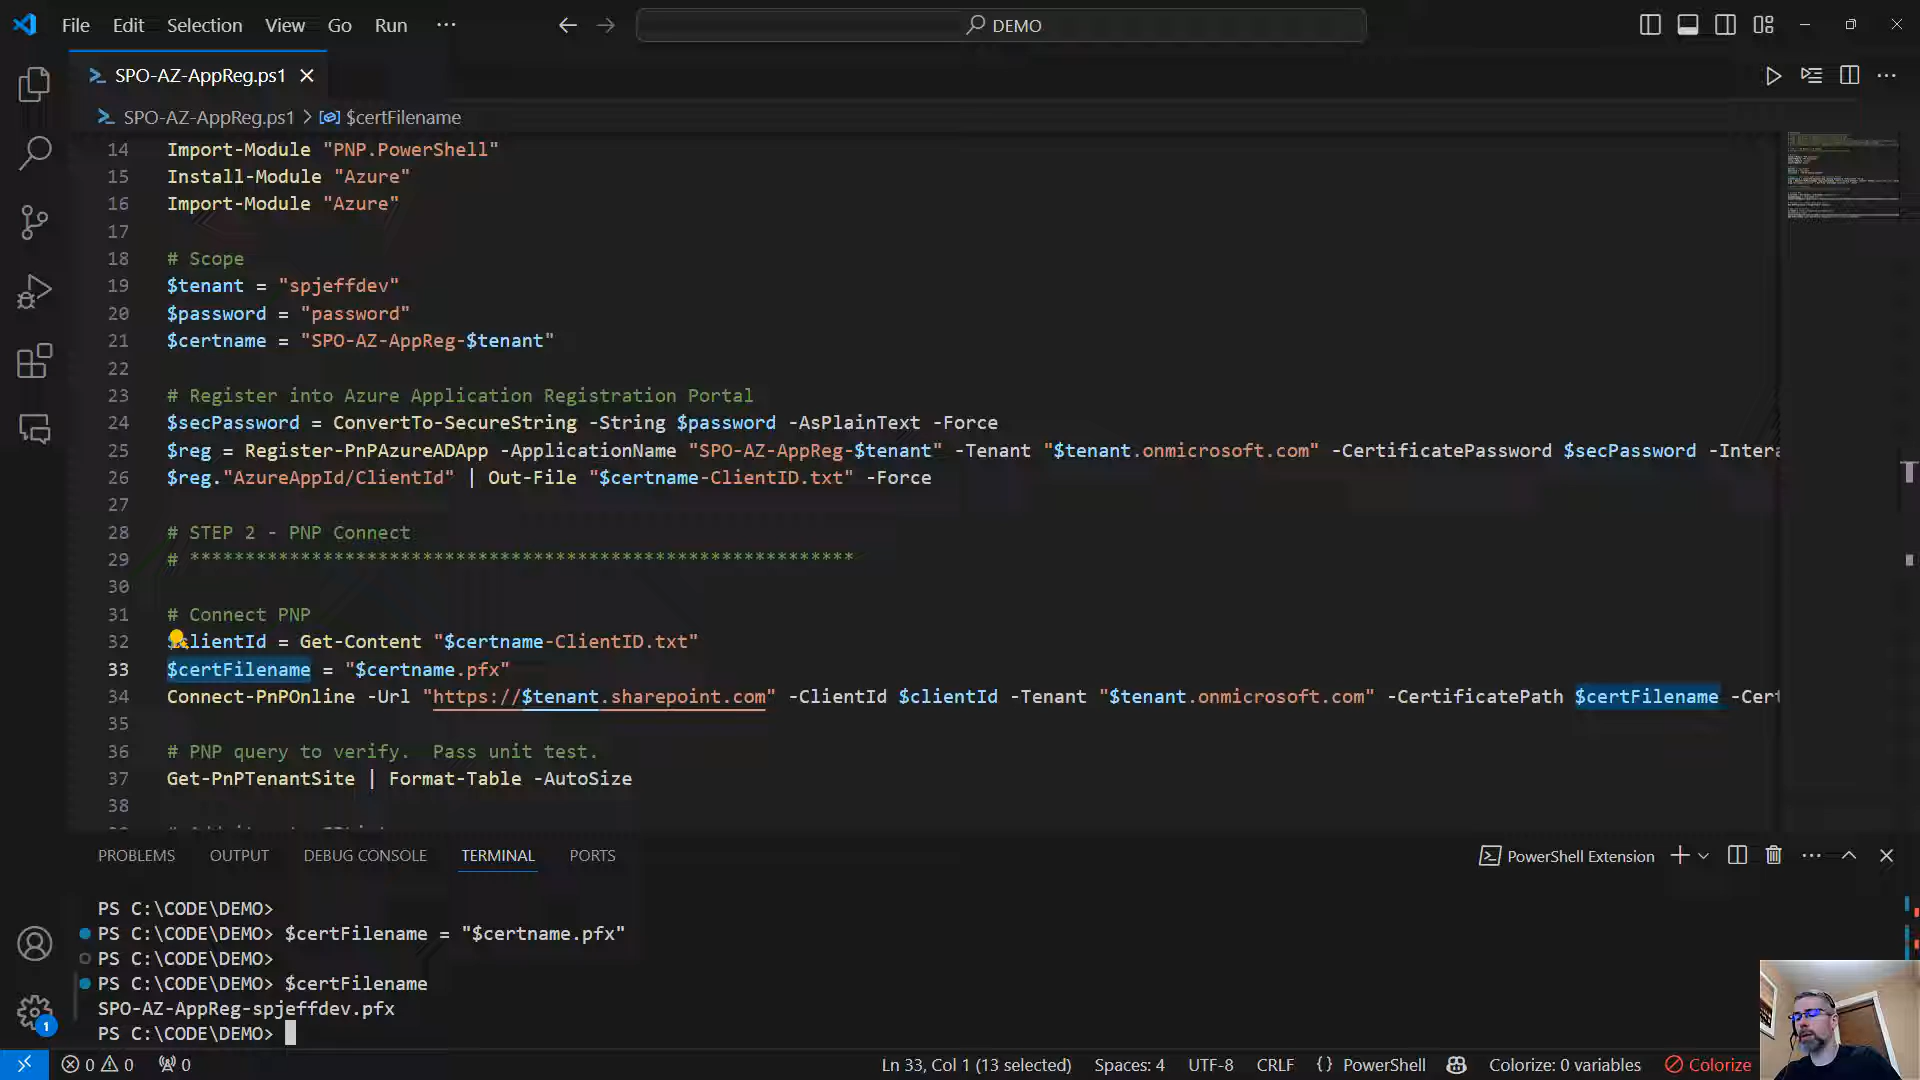 File Edit Selection View Go Run ··· DEMO
SPO-AZ-AppReg.ps1
SPO-AZ-AppReg.ps1 > $certFilename
14 Import-Module "PNP.PowerShell"
15 Install-Module "Azure"
16 Import-Module "Azure"
17
18 # Scope
19 $tenant = "spjeffdev"
20 $password = "password"
21 $certname = "SPO-AZ-AppReg-$tenant"
22
23 # Register into Azure Application Registration Portal
24 $secPassword = ConvertTo-SecureString -String $password -AsPlainText -Force
25 $reg = Register-PnPAzureADApp -ApplicationName "SPO-AZ-AppReg-$tenant" -Tenant "$tenant.onmicrosoft.com" -CertificatePassword $secPassword -Intera
26 $reg."AzureAppId/ClientId" | Out-File "$certname-ClientID.txt" -Force
27
28 # STEP 2 - PNP Connect
29 # ************************************************************
30
31 # Connect PNP
32 $clientId = Get-Content "$certname-ClientID.txt"
33 $certFilename = "$certname.pfx"
34 Connect-PnPOnline -Url "https://$tenant.sharepoint.com" -ClientId $clientId -Tenant "$tenant.onmicrosoft.com" -CertificatePath $certFilename -Cert
35
36 # PNP query to verify.  Pass unit test.
37 Get-PnPTenantSite | Format-Table -AutoSize
38
PROBLEMS OUTPUT DEBUG CONSOLE TERMINAL PORTS PowerShell Extension
PS C:\CODE\DEMO>
PS C:\CODE\DEMO> $certFilename = "$certname.pfx"
PS C:\CODE\DEMO>
PS C:\CODE\DEMO> $certFilename
SPO-AZ-AppReg-spjeffdev.pfx
PS C:\CODE\DEMO>
1
0 0 0 Ln 33, Col 1 (13 selected) Spaces: 4 UTF-8 CRLF {} PowerShell Colorize: 0 variables Colorize